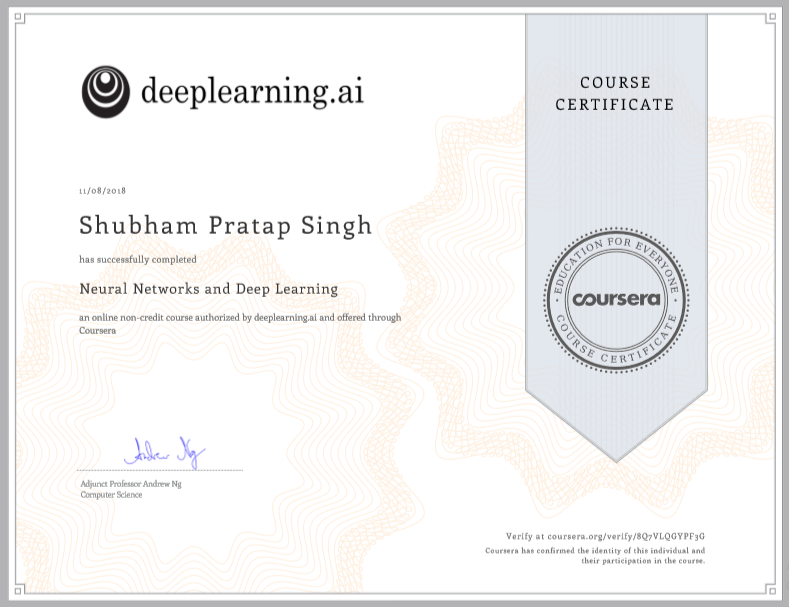 deeplearning.ai
COURSE
CERTIFICATE
11/08/2018
Shubham Pratap Singh
has successfully completed
Neural Networks and Deep Learning
an online non-credit course authorized by deeplearning.ai and offered through
Coursera
EDUCATION FOR EVERYONE
coursera
COURSE CERTIFICATE
Andrew Ng
Adjunct Professor Andrew Ng
Computer Science
Verify at coursera.org/verify/8Q7VLQGYPF3G
Coursera has confirmed the identity of this individual and
their participation in the course.